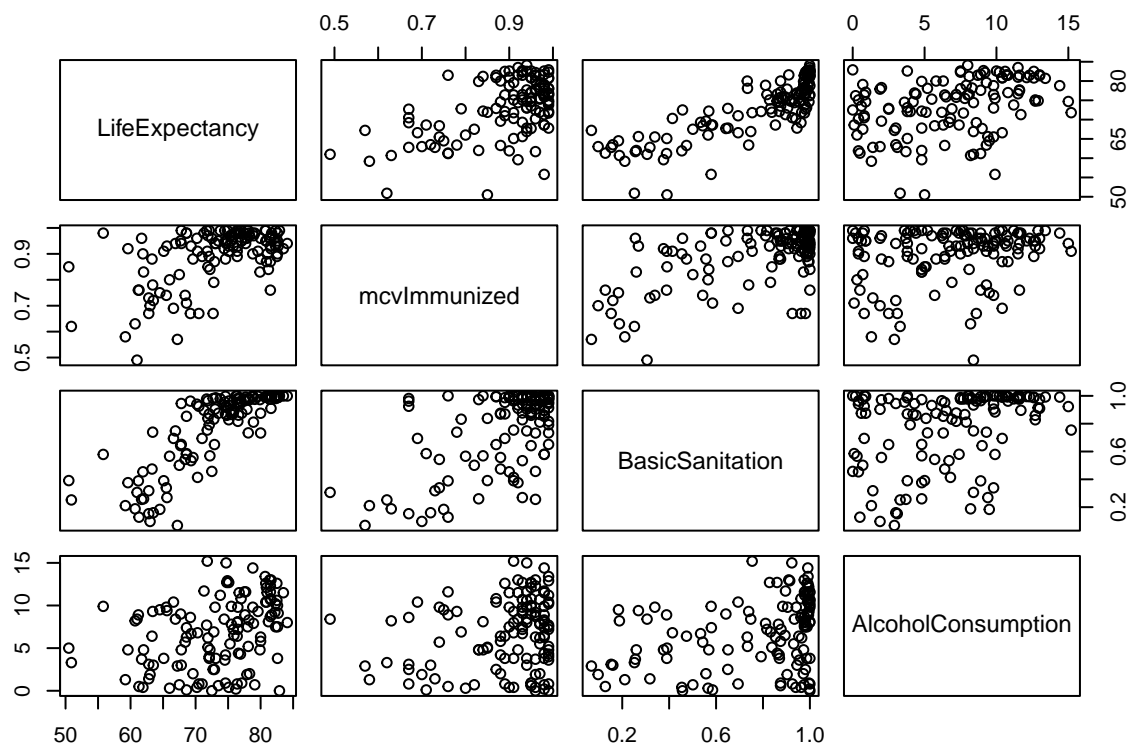 0.5 0.7 0.9
0 5 10 15
LifeExpectancy
50 65 80
0.5 0.7 0.9
mcvImmunized
BasicSanitation
0.2 0.6 1.0
0 5 10 15
AlcoholConsumption
50 60 70 80
0.2 0.6 1.0